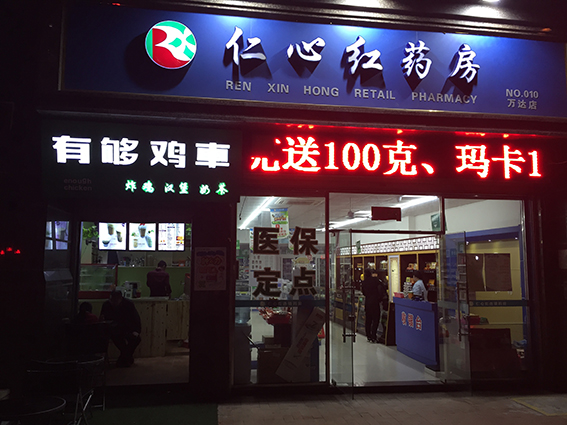 仁心红药房
REN XIN HONG RETAIL PHARMACY
NO.010
万达店
有够鸡車
炸鸡 汉堡 奶茶
元送100克、玛卡1
医保
定点